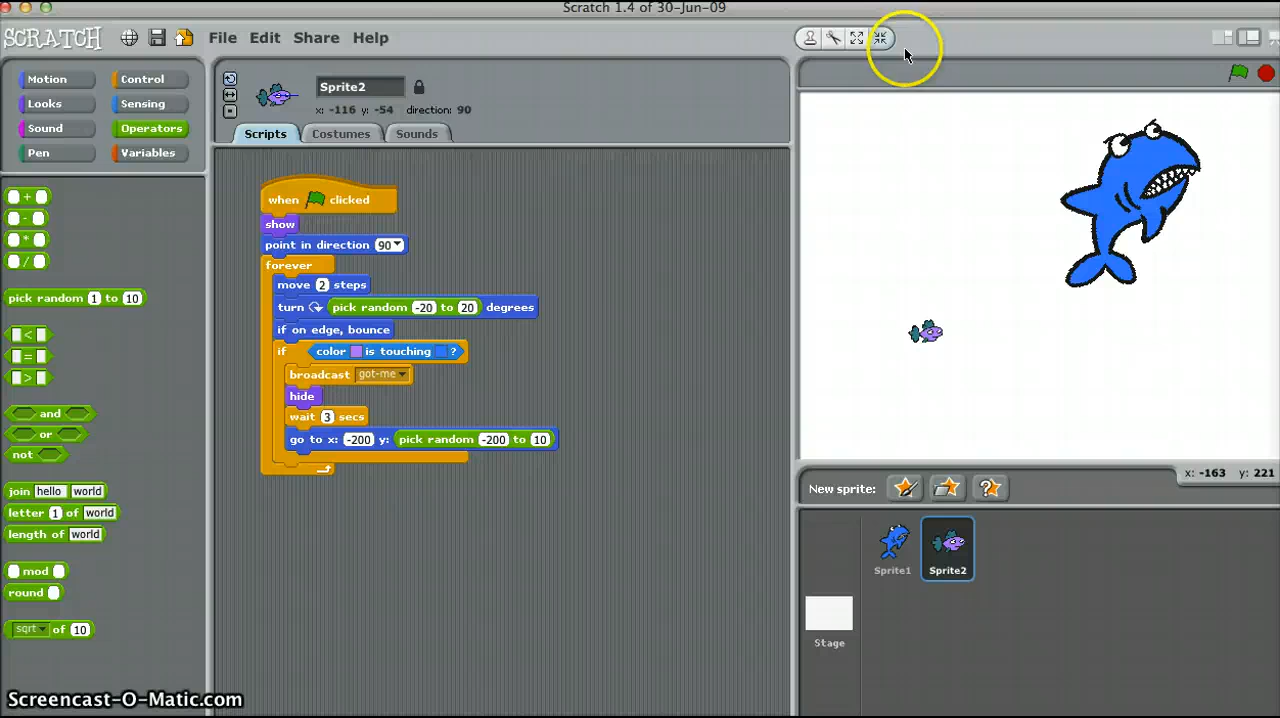 Scratch 1.4 of 30-Jun-09
SCRATCH File Edit Share Help
Motion Control
Looks Sensing
Sound Operators
Pen Variables
+
-
*
/
pick random 1 to 10
<
=
>
and
or
not
join hello world
letter 1 of world
length of world
mod
round
sqrt of 10
Sprite2
x: -116 y: -54 direction: 90
Scripts Costumes Sounds
when clicked
show
point in direction 90
forever
move 2 steps
turn pick random -20 to 20 degrees
if on edge, bounce
if color is touching ?
broadcast got-me
hide
wait 3 secs
go to x: -200 y: pick random -200 to 10
x: -163 y: 221
New sprite:
Sprite1 Sprite2
Stage
Screencast-O-Matic.com